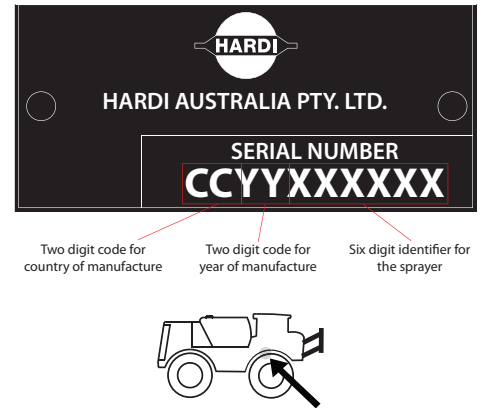 HARDI
HARDI AUSTRALIA PTY. LTD.
SERIAL NUMBER
CCYYXXXXXX
Two digit code for
country of manufacture
Two digit code for
year of manufacture
Six digit identifier for
the sprayer